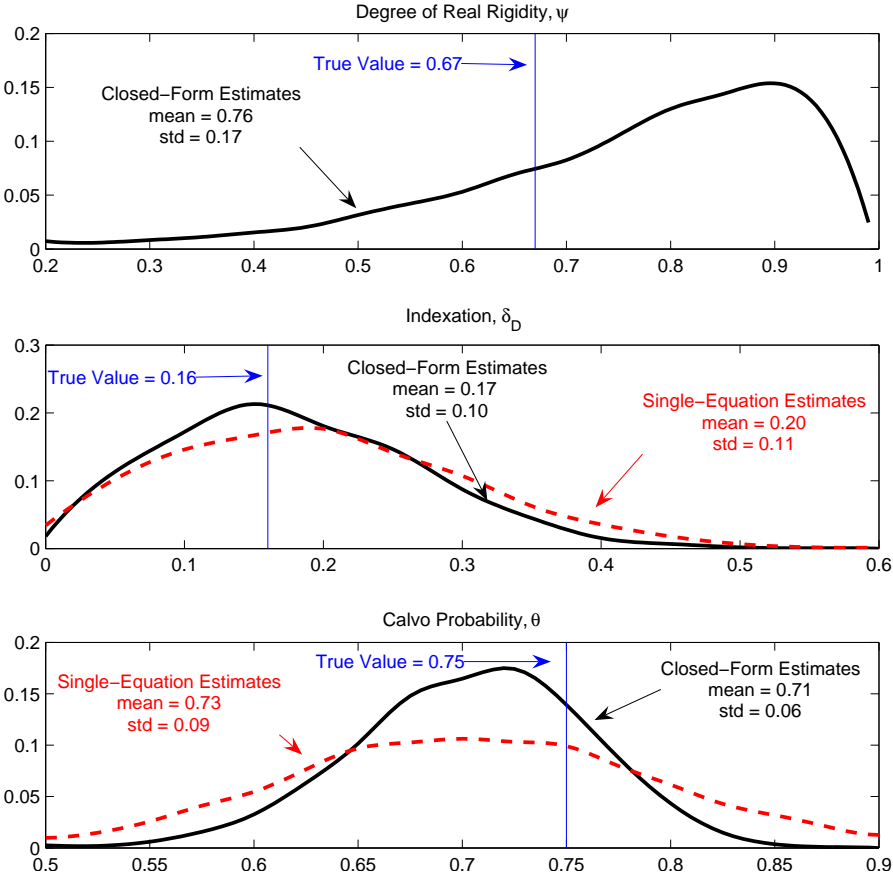 Degree of Real Rigidity, ψ
0.2
True Value = 0.67
0.15
Closed−Form Estimates
mean = 0.76
std = 0.17
0.1
0.05
0
0.2 0.3 0.4 0.5 0.6 0.7 0.8 0.9 1
Indexation, δ_D
0.3
True Value = 0.16
Closed−Form Estimates
mean = 0.17
std = 0.10
Single−Equation Estimates
mean = 0.20
std = 0.11
0.2
0.1
0
0 0.1 0.2 0.3 0.4 0.5 0.6
Calvo Probability, θ
0.2
True Value = 0.75
Single−Equation Estimates
mean = 0.73
std = 0.09
Closed−Form Estimates
mean = 0.71
std = 0.06
0.15
0.1
0.05
0
0.5 0.55 0.6 0.65 0.7 0.75 0.8 0.85 0.9